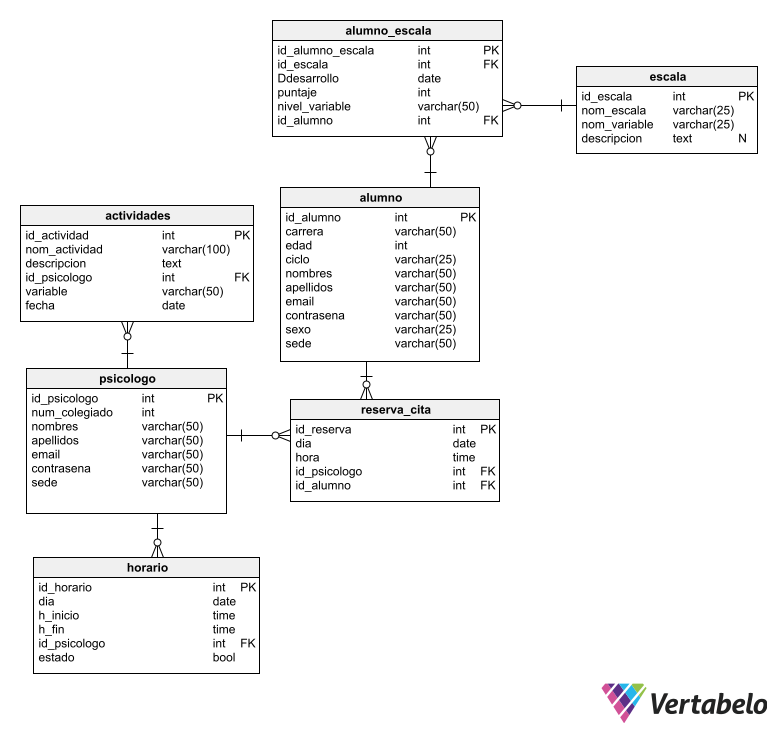 alumno_escala
id_alumno_escala int PK
id_escala int FK
Ddesarrollo date
puntaje int
nivel_variable varchar(50)
id_alumno int FK
escala
id_escala int PK
nom_escala varchar(25)
nom_variable varchar(25)
descripcion text N
alumno
id_alumno int PK
carrera varchar(50)
edad int
ciclo varchar(25)
nombres varchar(50)
apellidos varchar(50)
email varchar(50)
contrasena varchar(50)
sexo varchar(25)
sede varchar(50)
actividades
id_actividad int PK
nom_actividad varchar(100)
descripcion text
id_psicologo int FK
variable varchar(50)
fecha date
psicologo
id_psicologo int PK
num_colegiado int
nombres varchar(50)
apellidos varchar(50)
email varchar(50)
contrasena varchar(50)
sede varchar(50)
reserva_cita
id_reserva int PK
dia date
hora time
id_psicologo int FK
id_alumno int FK
horario
id_horario int PK
dia date
h_inicio time
h_fin time
id_psicologo int FK
estado bool
Vertabelo